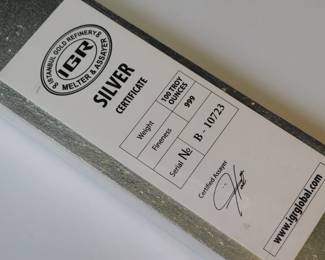 ISTANBUL GOLD REFINERY
IGR
MELTER & ASSAYER
SILVER
CERTIFICATE
Weight 100 TROY OUNCES
Fineness 999
Serial № B - 10723
Certified Assayer
www.igrglobal.com